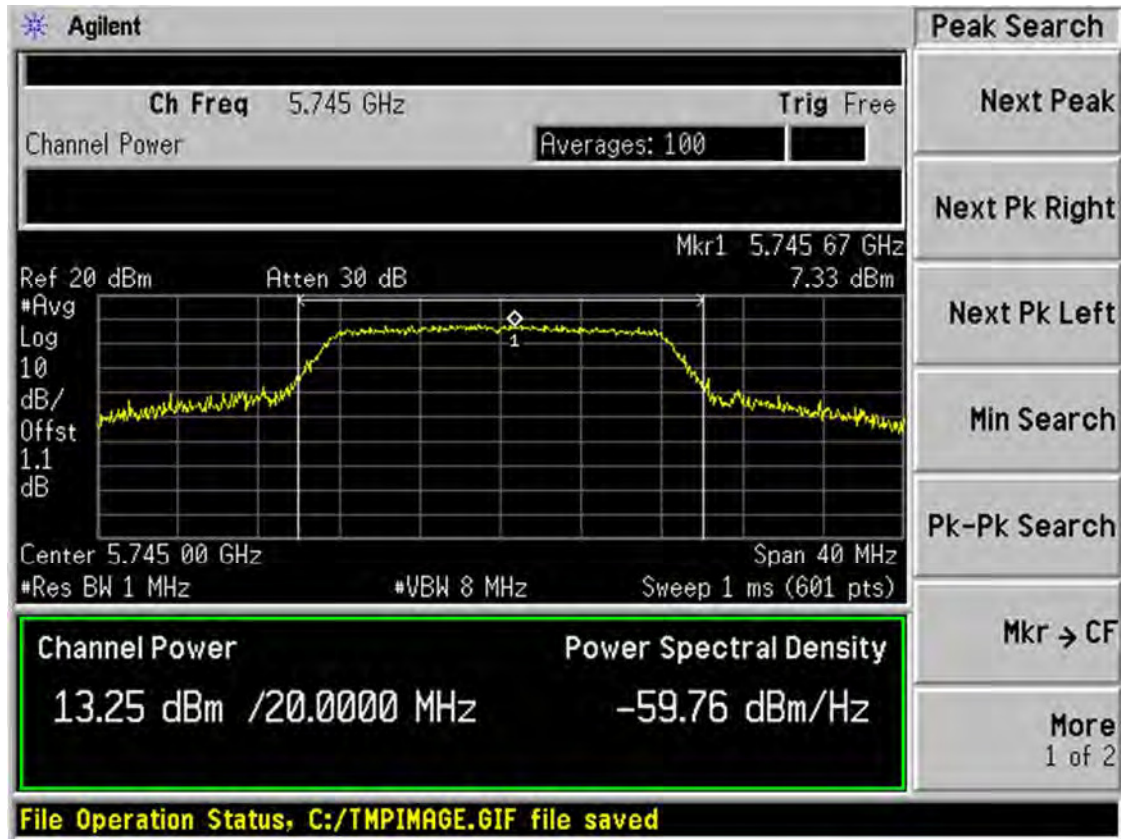 Agilent
Peak Search
Ch Freq 5.745 GHz
Trig Free
Channel Power
Averages: 100
Mkr1 5.745 67 GHz
Ref 20 dBm
Atten 30 dB
7.33 dBm
#Avg
Log
10
dB/
Offst
1.1
dB
1
Center 5.745 00 GHz
Span 40 MHz
#Res BW 1 MHz
#VBW 8 MHz
Sweep 1 ms (601 pts)
Channel Power
Power Spectral Density
13.25 dBm /20.0000 MHz
-59.76 dBm/Hz
Next Peak
Next Pk Right
Next Pk Left
Min Search
Pk-Pk Search
Mkr → CF
More
1 of 2
File Operation Status, C:/TMPIMAGE.GIF file saved